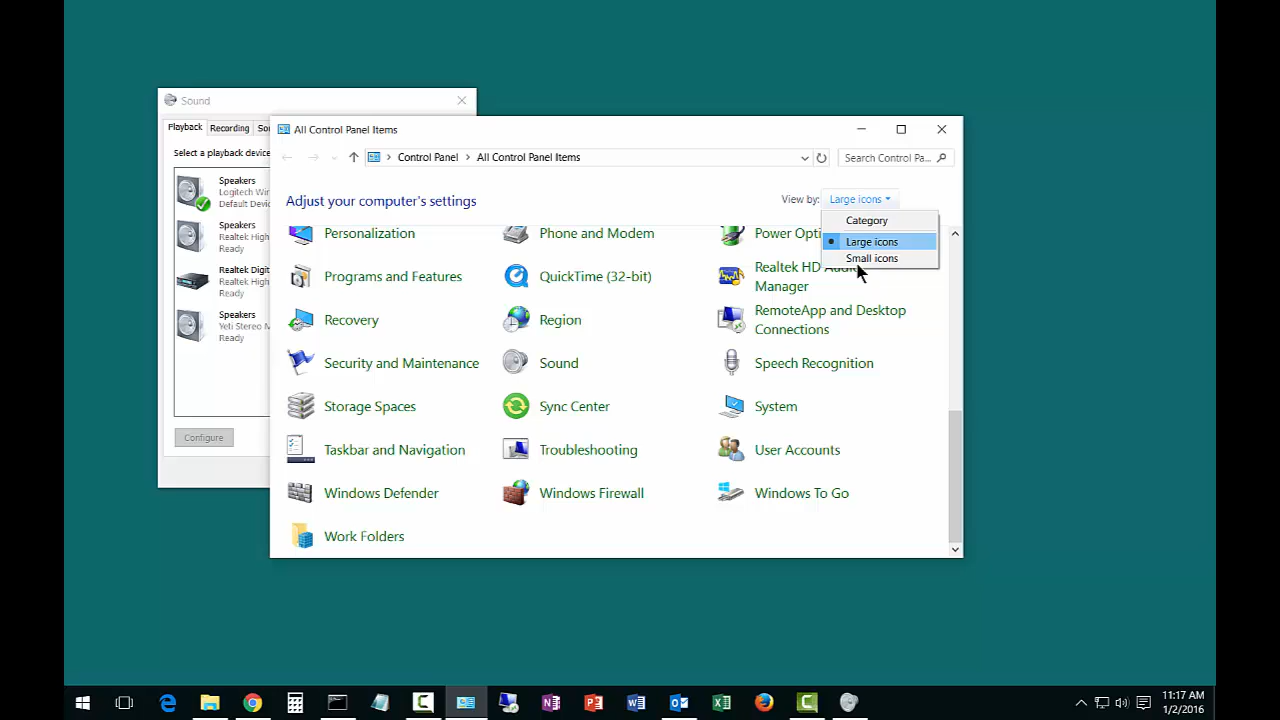 Sound
Playback
Recording
So
Select a playback devic
Speakers
Logitech Wir
Default Devi
Speakers
Realtek High
Ready
Realtek Digit
Realtek High
Ready
Speakers
Yeti Stereo M
Ready
Configure
All Control Panel Items
Control Panel
All Control Panel Items
Search Control Pa...
Adjust your computer's settings
View by: Large icons
Category
Large icons
Small icons
Personalization
Phone and Modem
Power Opti
Programs and Features
QuickTime (32-bit)
Realtek HD Audio
Manager
Recovery
Region
RemoteApp and Desktop
Connections
Security and Maintenance
Sound
Speech Recognition
Storage Spaces
Sync Center
System
Taskbar and Navigation
Troubleshooting
User Accounts
Windows Defender
Windows Firewall
Windows To Go
Work Folders
11:17 AM
1/2/2016